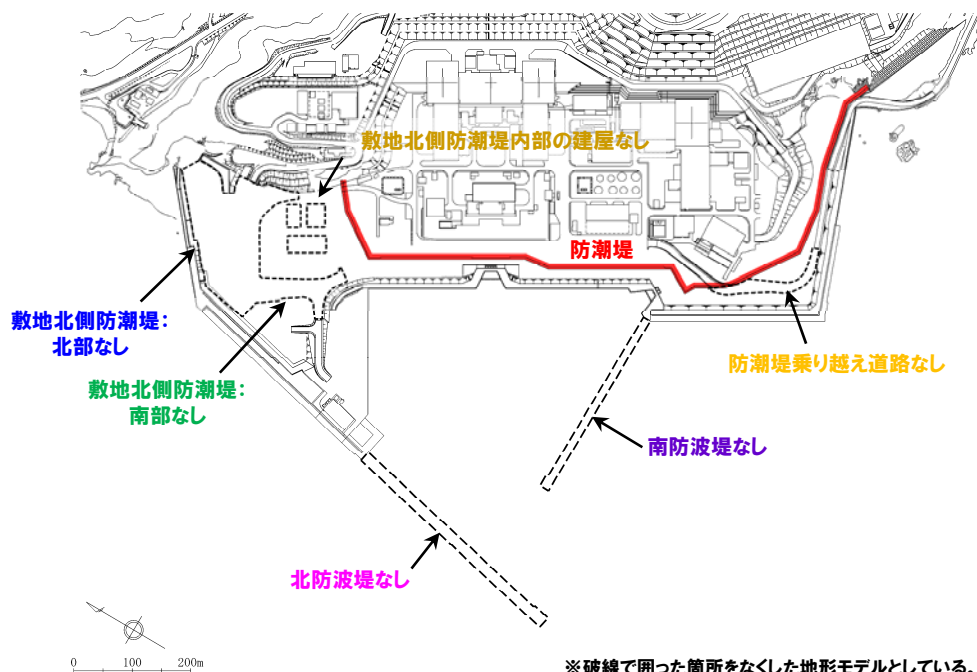 敷地北側防潮堤内部の建屋なし
防潮堤
敷地北側防潮堤:
北部なし
敷地北側防潮堤:
南部なし
防潮堤乗り越え道路なし
南防波堤なし
北防波堤なし
0 100 200m
※破線で囲った箇所をなくした地形モデルとしている。